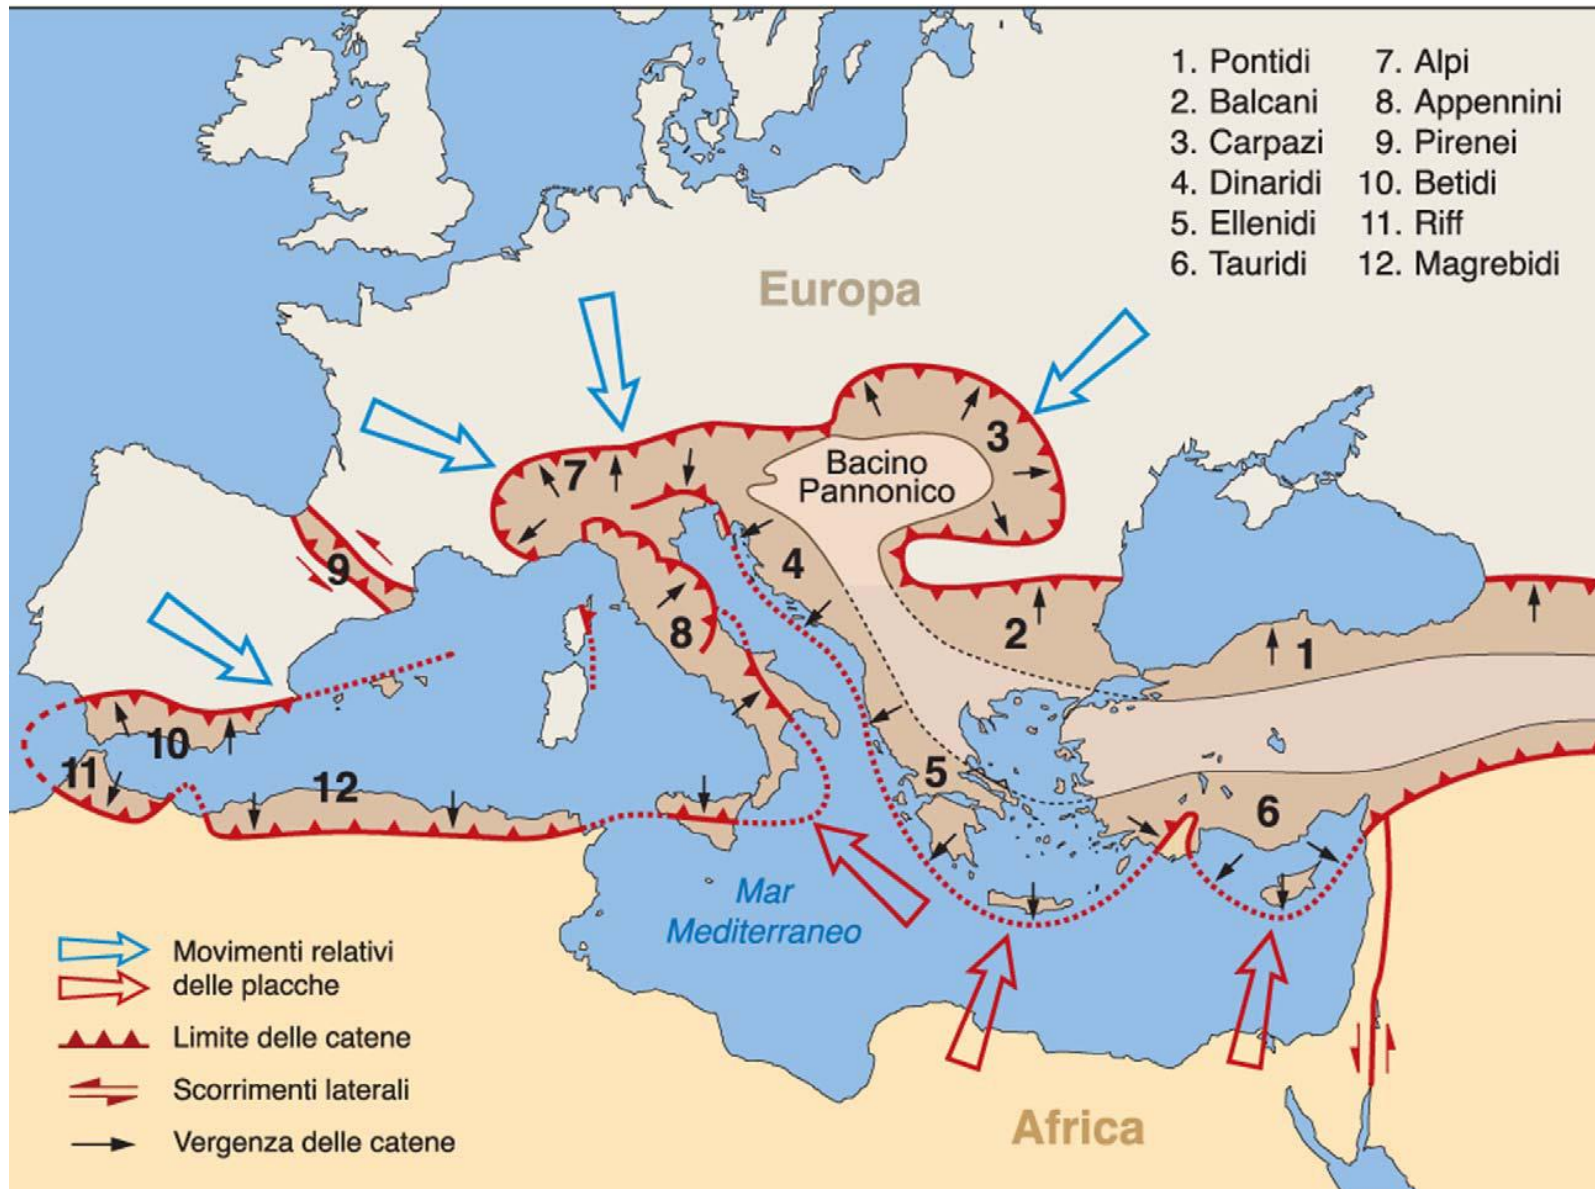 1. Pontidi
2. Balcani
3. Carpazi
4. Dinaridi
5. Ellenidi
6. Tauridi
7. Alpi
8. Appennini
9. Pirenei
10. Betidi
11. Riff
12. Magrebidi
Europa
3
7
Bacino
Pannonico
9
4
8
2
1
10
11
12
5
6
Mar
Mediterraneo
Movimenti relativi
delle placche
Limite delle catene
Scorrimenti laterali
Vergenza delle catene
Africa